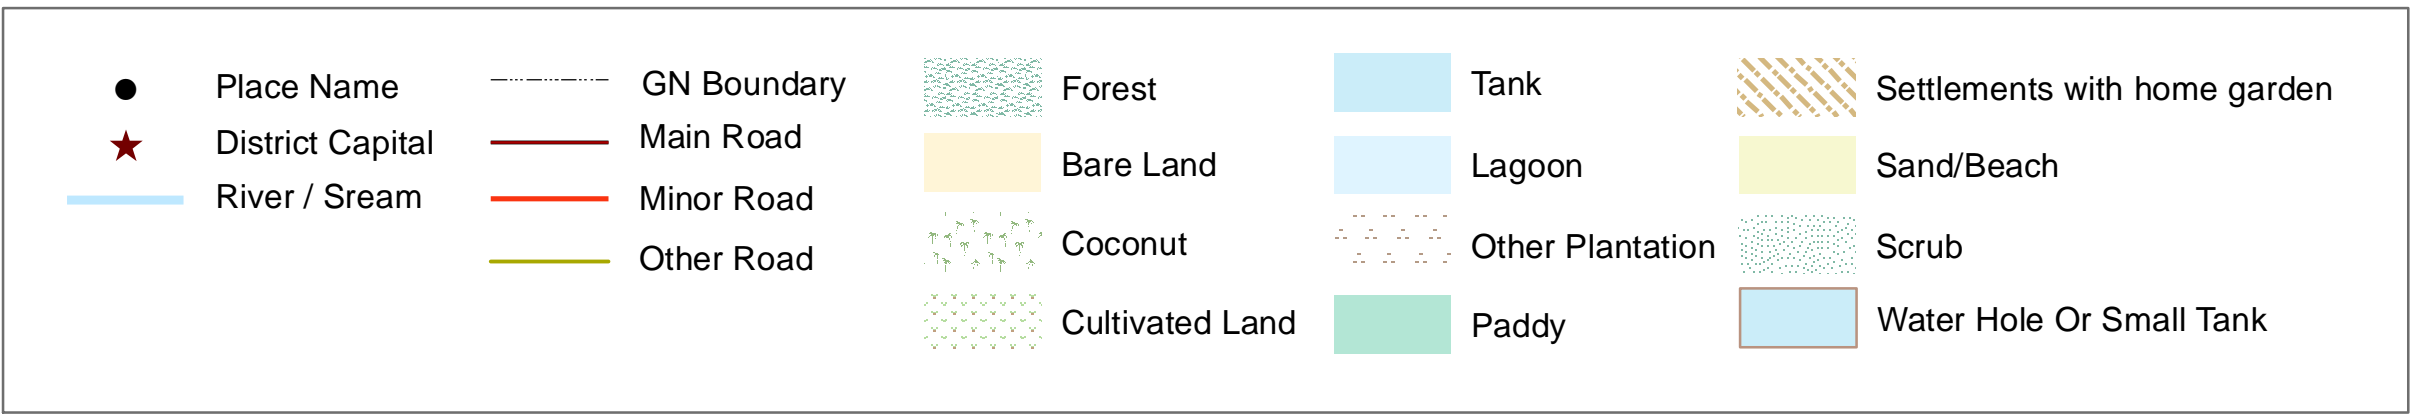 Place Name
District Capital
River / Sream
GN Boundary
Main Road
Minor Road
Other Road
Forest
Bare Land
Coconut
Cultivated Land
Tank
Lagoon
Other Plantation
Paddy
Settlements with home garden
Sand/Beach
Scrub
Water Hole Or Small Tank